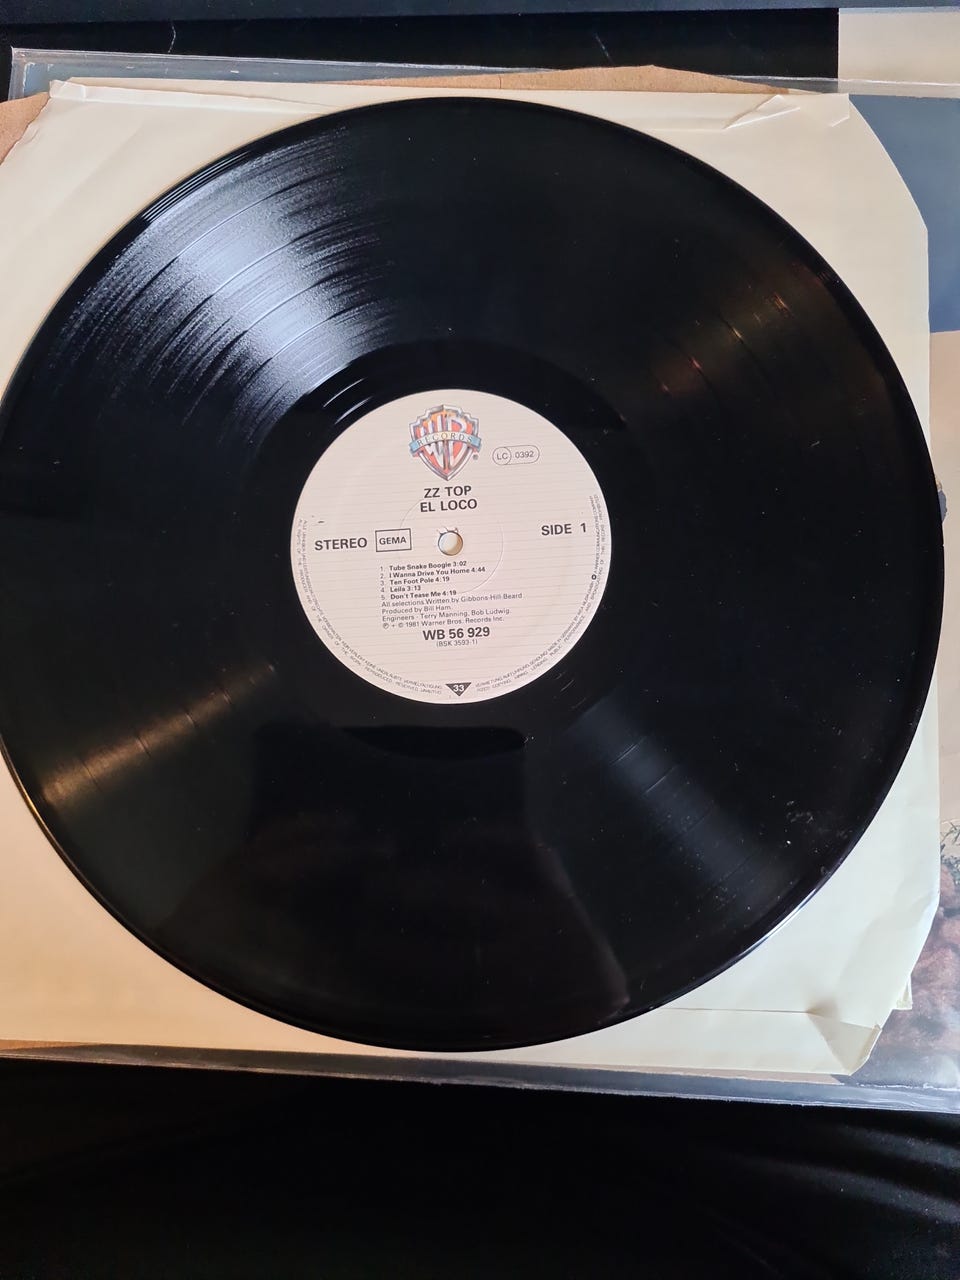 RECORDS
LC 0392
ZZ TOP
EL LOCO
STEREO GEMA
SIDE 1
1. Tube Snake Boogie 3:02
2. I Wanna Drive You Home 4:44
3. Ten Foot Pole 4:19
4. Leila 3:13
5. Don't Tease Me 4:19
All selections Written by Gibbons-Hill-Beard
Produced by Bill Ham.
Engineers - Terry Manning, Bob Ludwig.
℗ + © 1981 Warner Bros. Records Inc.
WB 56 929
(BSK 3593-1)
33